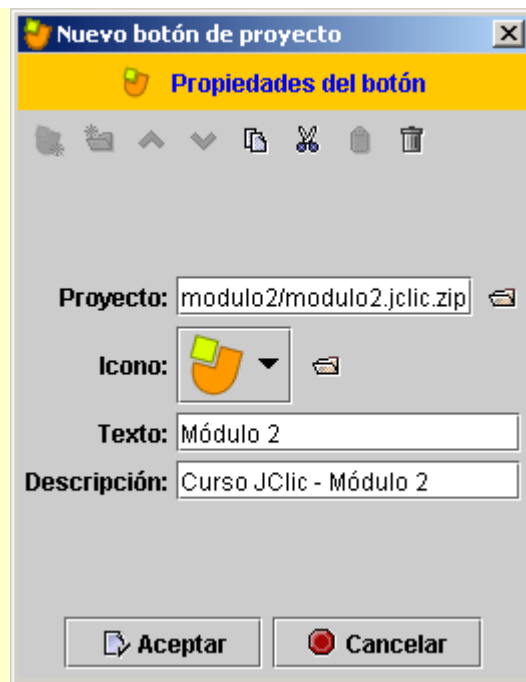 Nuevo botón de proyecto
Propiedades del botón
Proyecto: modulo2/modulo2.jclic.zip
Icono:
Texto: Módulo 2
Descripción: Curso JClic - Módulo 2
Aceptar Cancelar